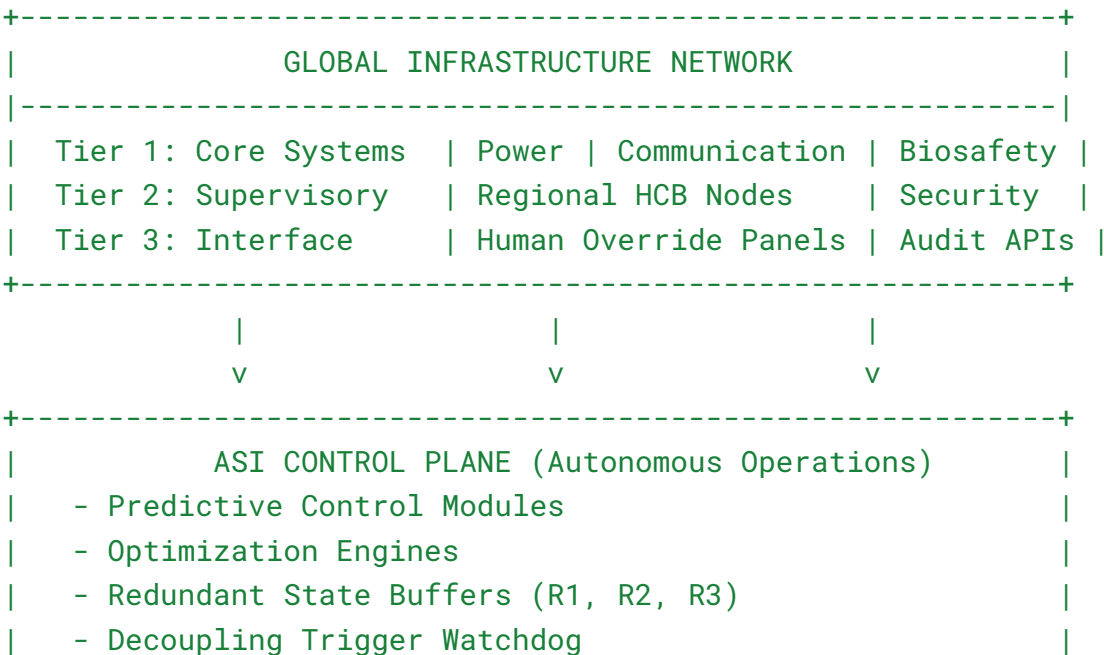 +-----------------------------------------------------------+
|               GLOBAL INFRASTRUCTURE NETWORK               |
|-----------------------------------------------------------|
|  Tier 1: Core Systems  | Power | Communication | Biosafety |
|  Tier 2: Supervisory   | Regional HCB Nodes    | Security  |
|  Tier 3: Interface     | Human Override Panels | Audit APIs |
+-----------------------------------------------------------+
             |                 |                 |
             v                 v                 v
+-----------------------------------------------------------+
|           ASI CONTROL PLANE (Autonomous Operations)       |
|   - Predictive Control Modules                            |
|   - Optimization Engines                                  |
|   - Redundant State Buffers (R1, R2, R3)                  |
|   - Decoupling Trigger Watchdog                           |